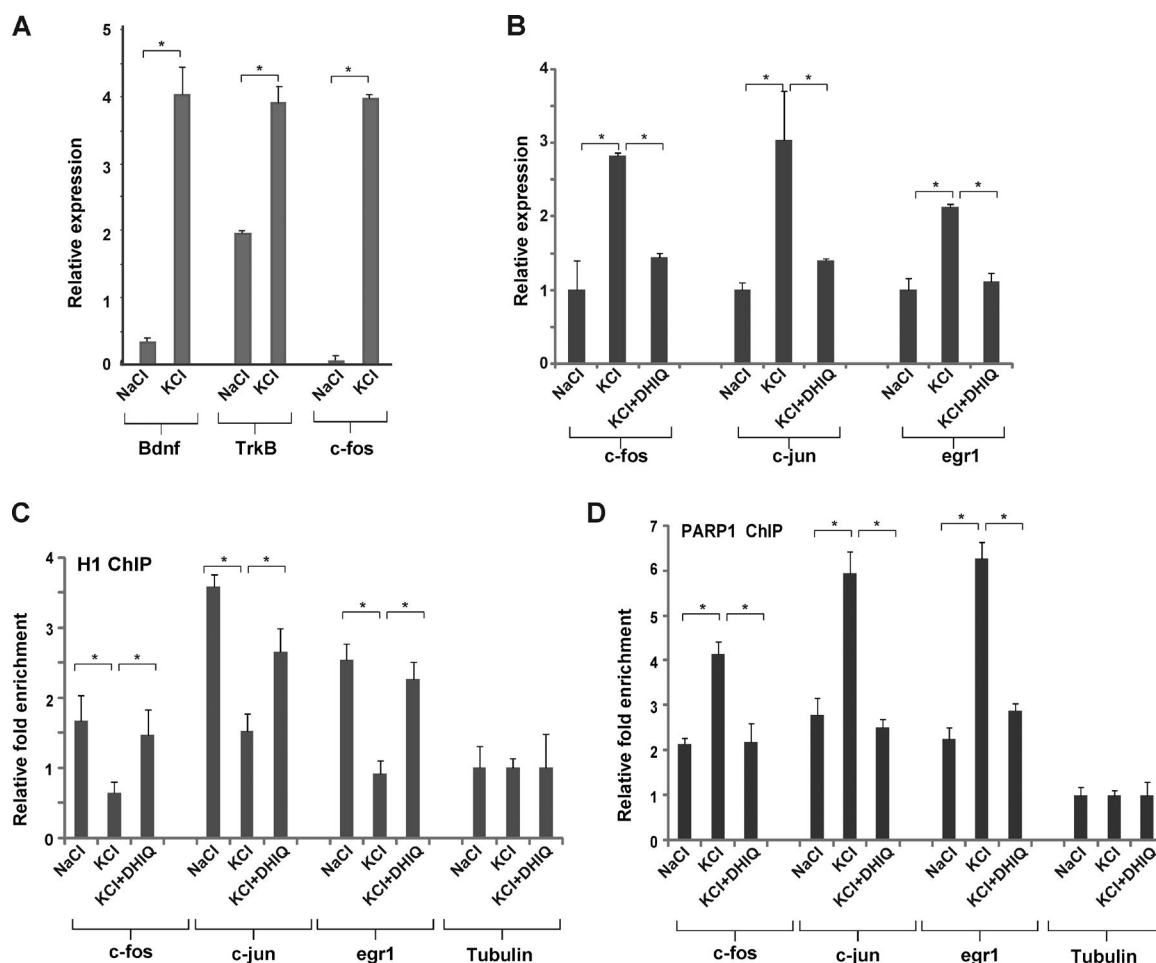 A
5
4
3
2
1
0
Relative expression
* * *
NaCl KCl NaCl KCl NaCl KCl
Bdnf TrkB c-fos
B
4
3
2
1
0
Relative expression
* * * * * *
NaCl KCl KCl+DHIQ NaCl KCl KCl+DHIQ NaCl KCl KCl+DHIQ
c-fos c-jun egr1
C
H1 ChIP
4
3
2
1
0
Relative fold enrichment
* * * * * *
NaCl KCl KCl+DHIQ NaCl KCl KCl+DHIQ NaCl KCl KCl+DHIQ NaCl KCl KCl+DHIQ
c-fos c-jun egr1 Tubulin
D
PARP1 ChIP
7
6
5
4
3
2
1
0
Relative fold enrichment
* * * * * *
NaCl KCl KCl+DHIQ NaCl KCl KCl+DHIQ NaCl KCl KCl+DHIQ NaCl KCl KCl+DHIQ
c-fos c-jun egr1 Tubulin